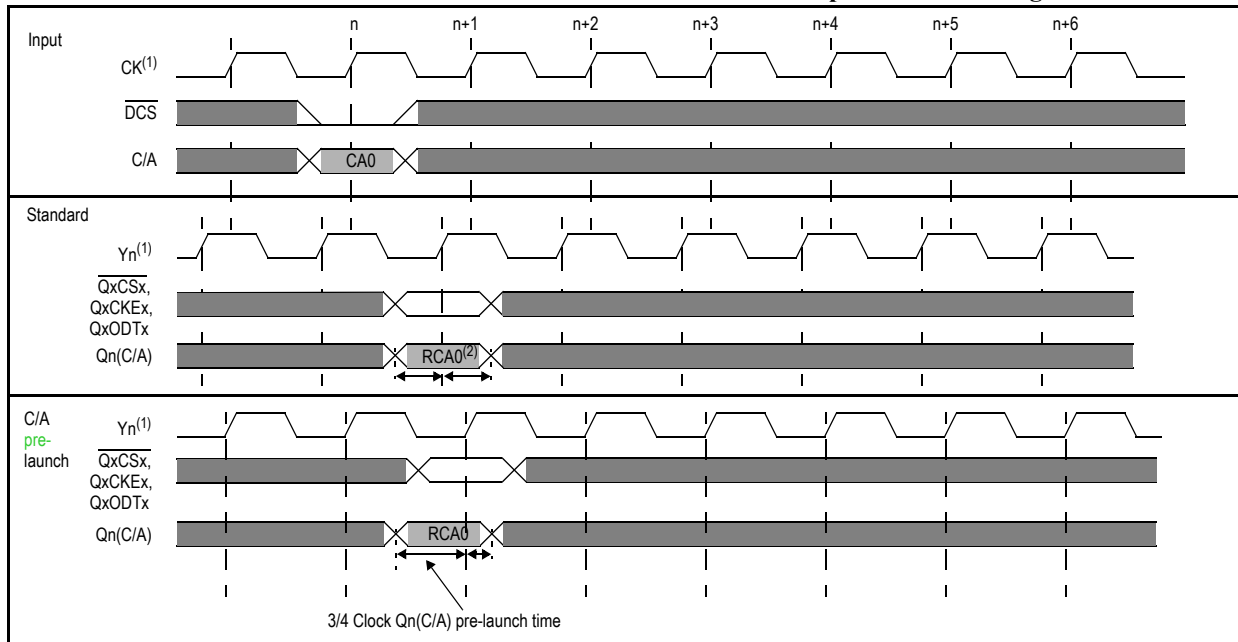 n n+1 n+2 n+3 n+4 n+5 n+6
Input
CK(1)
DCS
C/A
CA0
Standard
Yn(1)
QxCSx,
QxCKEx,
QxODTx
Qn(C/A)
RCA0(2)
C/A
pre-
launch
Yn(1)
QxCSx,
QxCKEx,
QxODTx
Qn(C/A)
RCA0
3/4 Clock Qn(C/A) pre-launch time